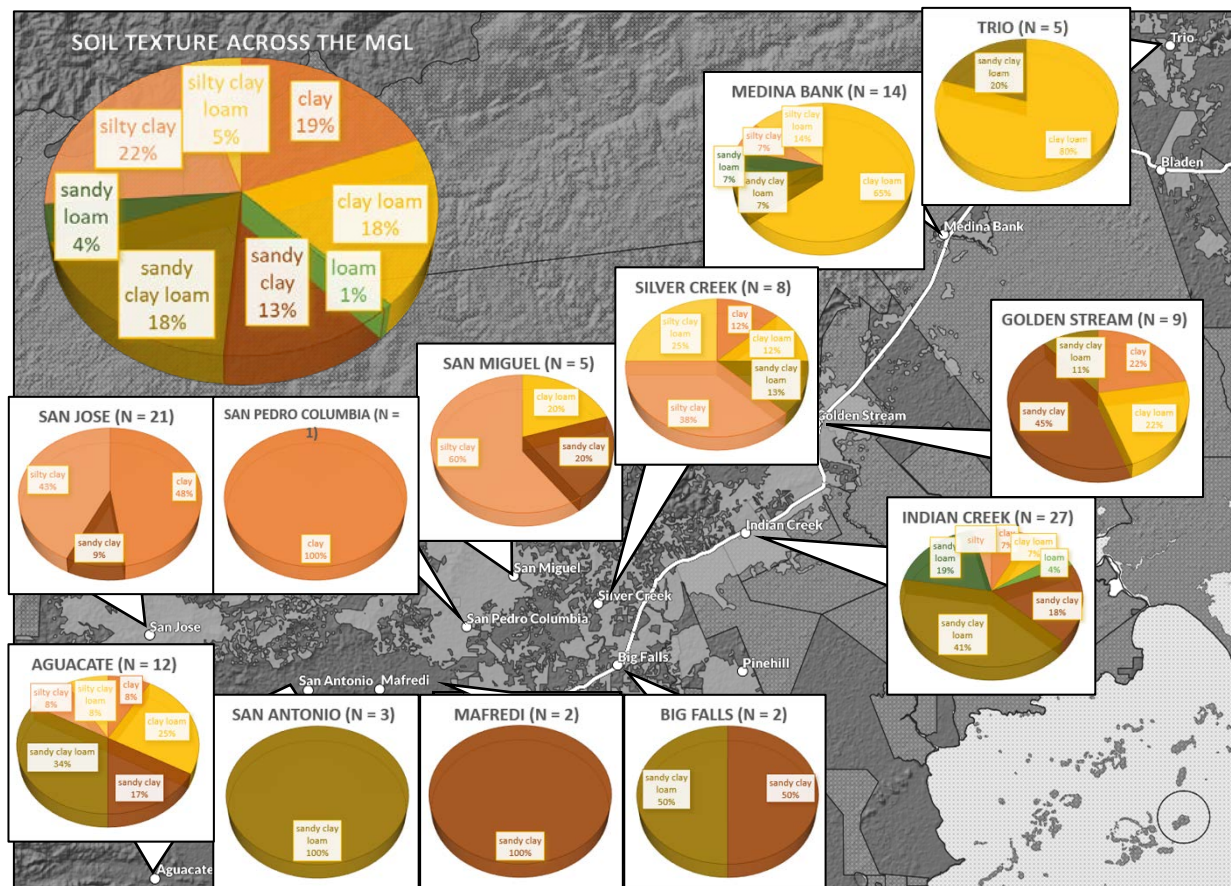 SOIL TEXTURE ACROSS THE MGL
silty clay
loam
5%
clay
19%
silty clay
22%
clay loam
18%
sandy
loam
4%
sandy
clay
13%
loam
1%
sandy
clay loam
18%
TRIO (N = 5)
sandy clay
loam
20%
clay loam
80%
Trio
Bladen
MEDINA BANK (N = 14)
silty clay
loam
14%
silty clay
7%
sandy
loam
7%
sandy clay
loam
7%
clay loam
65%
Medina Bank
SILVER CREEK (N = 8)
silty clay
loam
25%
clay
12%
clay loam
12%
sandy clay
loam
13%
silty clay
38%
GOLDEN STREAM (N = 9)
sandy clay
loam
11%
clay
22%
sandy clay
45%
clay loam
22%
Golden Stream
SAN MIGUEL (N = 5)
clay loam
20%
silty clay
60%
sandy clay
20%
SAN JOSE (N = 21)
silty clay
43%
clay
48%
sandy clay
9%
SAN PEDRO COLUMBIA (N =
1)
clay
100%
INDIAN CREEK (N = 27)
silty
clay
7%
clay loam
7%
loam
4%
sandy
loam
19%
sandy clay
18%
sandy clay
loam
41%
Indian Creek
San Miguel
Silver Creek
San Jose
San Pedro Columbia
Big Falls
Pinehill
San Antonio
Mafredi
AGUACATE (N = 12)
silty clay
8%
silty clay
loam
8%
clay
8%
clay loam
25%
sandy clay loam
34%
sandy clay
17%
Aguacate
SAN ANTONIO (N = 3)
sandy clay
loam
100%
MAFREDI (N = 2)
sandy clay
100%
BIG FALLS (N = 2)
sandy clay
loam
50%
sandy clay
50%